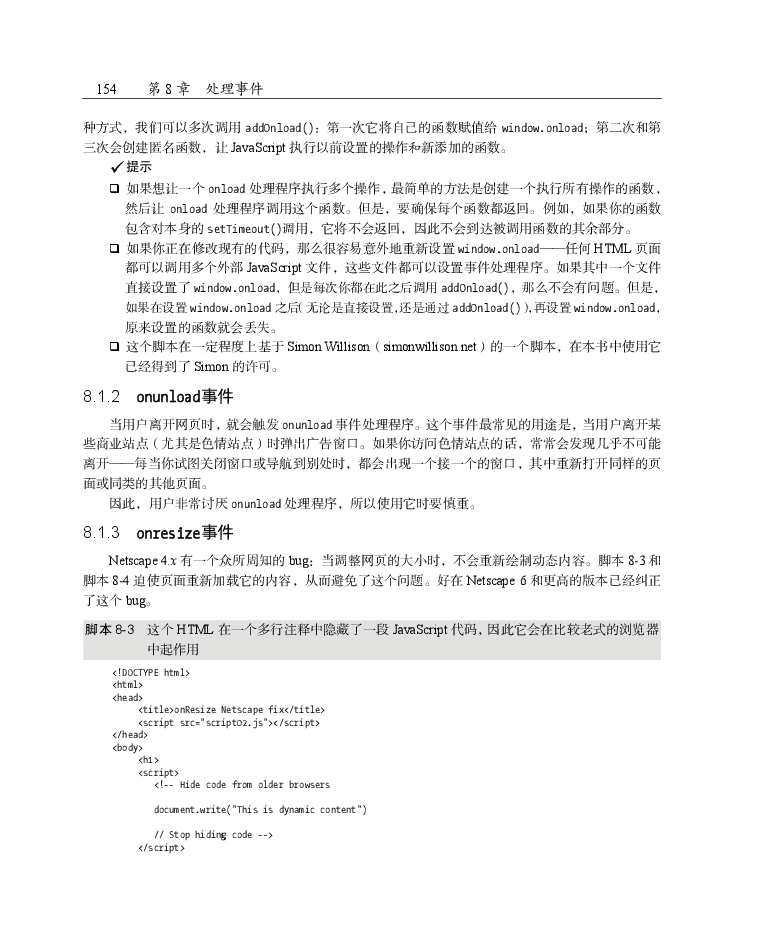 154 第 8 章 处理事件
种方式，我们可以多次调用 addOnload()：第一次它将自己的函数赋值给 window.onload；第二次和第
三次会创建匿名函数，让 JavaScript 执行以前设置的操作和新添加的函数。
✓提示
❑ 如果想让一个 onload 处理程序执行多个操作，最简单的方法是创建一个执行所有操作的函数，
然后让 onload 处理程序调用这个函数。但是，要确保每个函数都返回。例如，如果你的函数
包含对本身的 setTimeout()调用，它将不会返回，因此不会到达被调用函数的其余部分。
❑ 如果你正在修改现有的代码，那么很容易意外地重新设置 window.onload——任何 HTML 页面
都可以调用多个外部 JavaScript 文件，这些文件都可以设置事件处理程序。如果其中一个文件
直接设置了 window.onload，但是每次你都在此之后调用 addOnload()，那么不会有问题。但是，
如果在设置 window.onload 之后（无论是直接设置,还是通过 addOnload()），再设置 window.onload，
原来设置的函数就会丢失。
❑ 这个脚本在一定程度上基于 Simon Willison（simonwillison.net）的一个脚本，在本书中使用它
已经得到了 Simon 的许可。
8.1.2 onunload事件
当用户离开网页时，就会触发 onunload 事件处理程序。这个事件最常见的用途是，当用户离开某
些商业站点（尤其是色情站点）时弹出广告窗口。如果你访问色情站点的话，常常会发现几乎不可能
离开——每当你试图关闭窗口或导航到别处时，都会出现一个接一个的窗口，其中重新打开同样的页
面或同类的其他页面。
因此，用户非常讨厌 onunload 处理程序，所以使用它时要慎重。
8.1.3 onresize事件
Netscape 4.x 有一个众所周知的 bug：当调整网页的大小时，不会重新绘制动态内容。脚本 8-3 和
脚本 8-4 迫使页面重新加载它的内容，从而避免了这个问题。好在 Netscape 6 和更高的版本已经纠正
了这个 bug。
脚本 8-3 这个 HTML 在一个多行注释中隐藏了一段 JavaScript 代码，因此它会在比较老式的浏览器
中起作用
<!DOCTYPE html>
<html>
<head>
<title>onResize Netscape fix</title>
<script src="script02.js"></script>
</head>
<body>
<h1>
<script>
<!-- Hide code from older browsers
document.write("This is dynamic content")
// Stop hiding code -->
</script>